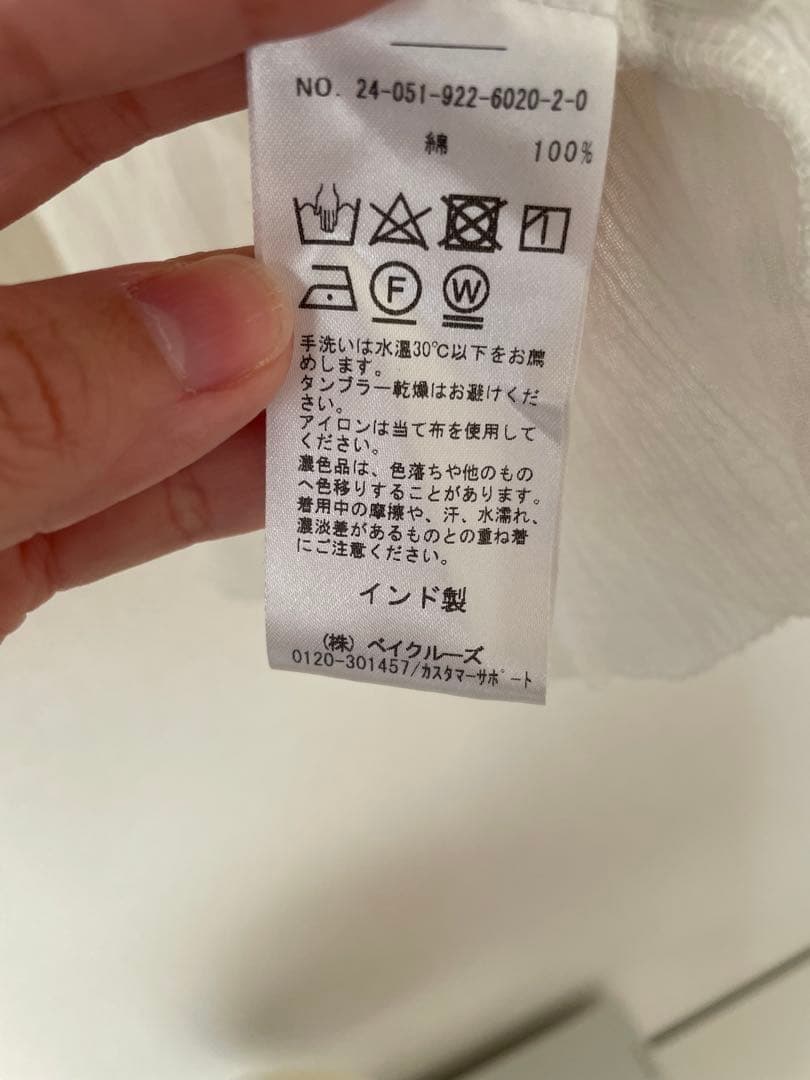 NO. 24-051-922-6020-2-0
綿 100%
F W
手洗いは水温30℃以下をお薦
めします。
タンブラー乾燥はお避けくだ
さい。
アイロンは当て布を使用して
ください。
濃色品は、色落ちや他のもの
へ色移りすることがあります。
着用中の摩擦や、汗、水濡れ、
濃淡差があるものとの重ね着
にご注意ください。
インド製
(株) ベイクルーズ
0120-301457/カスタマーサポート